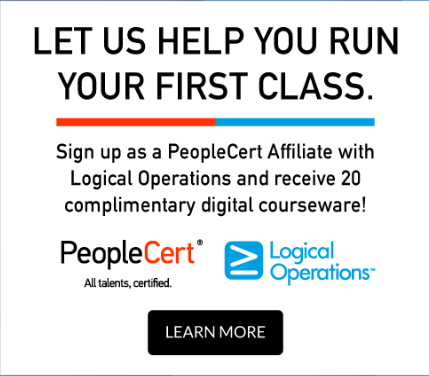 LET US HELP YOU RUN
YOUR FIRST CLASS.
Sign up as a PeopleCert Affiliate with
Logical Operations and receive 20
complimentary digital courseware!
PeopleCert®
All talents, certified.
Logical
Operations™
LEARN MORE